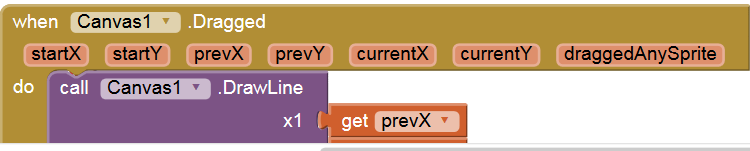 when Canvas1 .Dragged
startX startY prevX prevY currentX currentY draggedAnySprite
do call Canvas1 .DrawLine
x1 get prevX